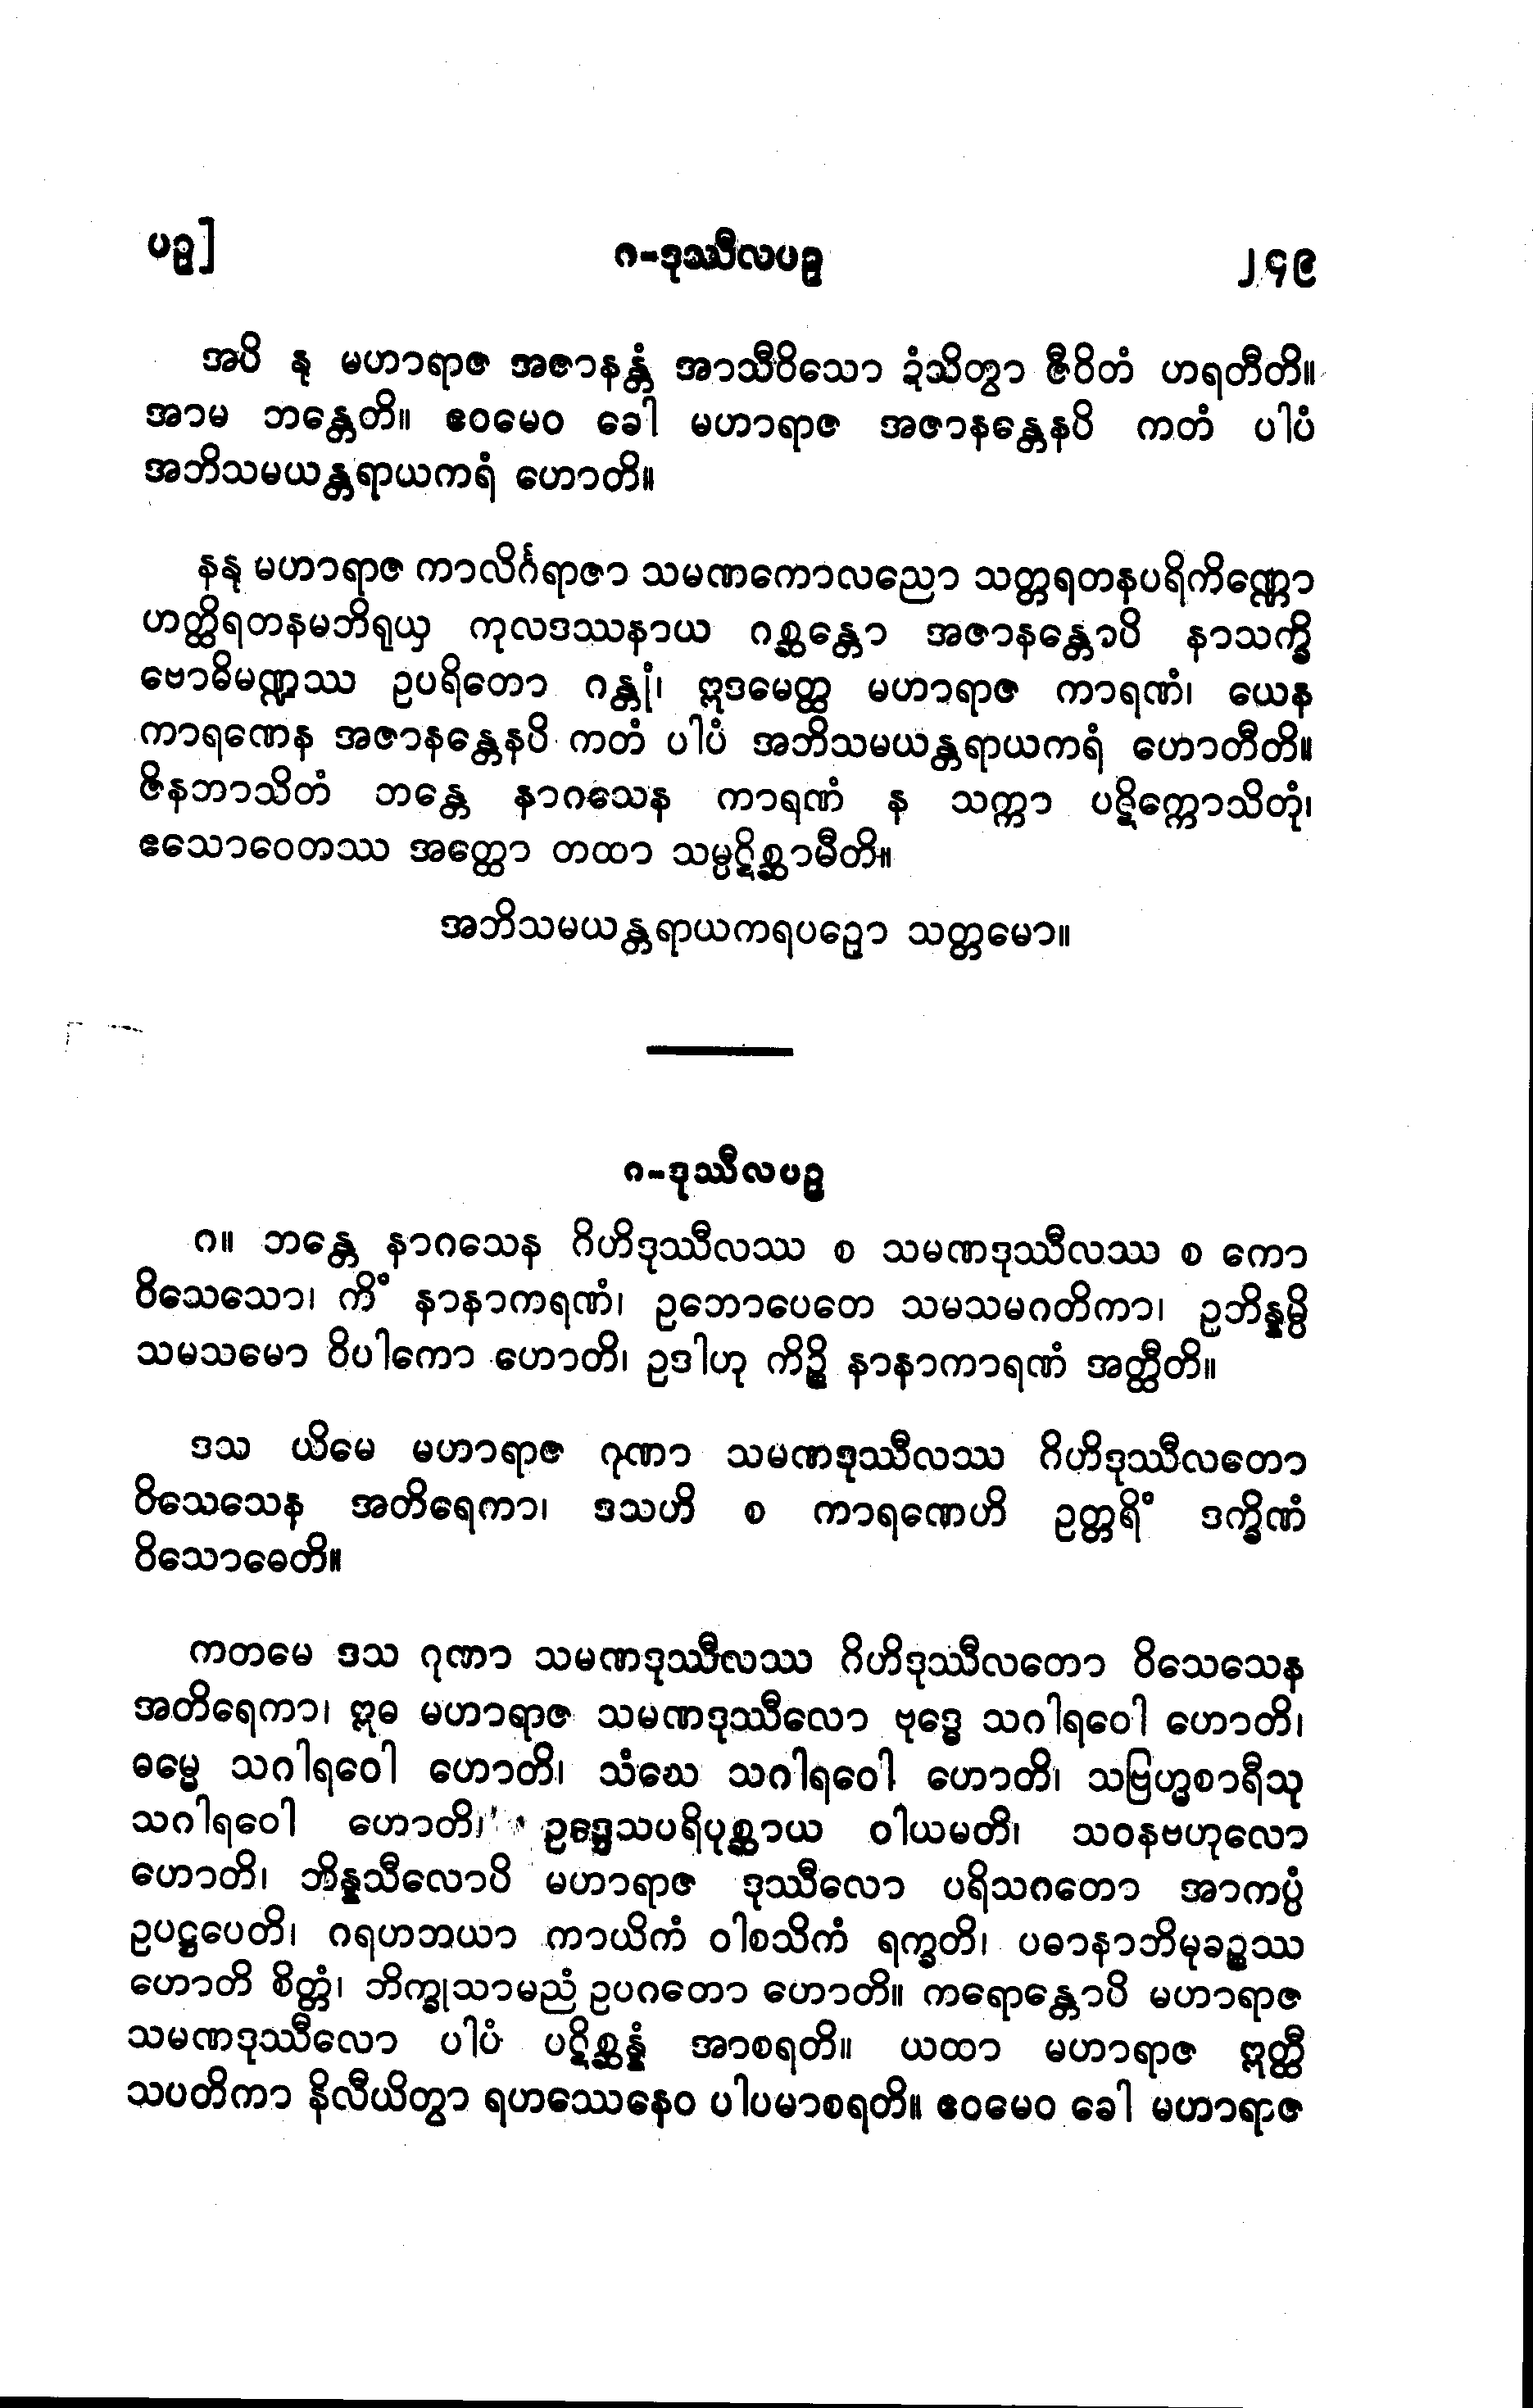 ပဉှ]
ဂ-ဒုဿီလပဉှ
၂၄၉
အပိ နု မဟာရာဇ အဇာနန္တံ အာသီဝိသော ဍံသိတွာ ဇီဝိတံ ဟရတီတိ။
အာမ ဘန္တေတိ။ ဧဝမေဝ ခေါ မဟာရာဇ အဇာနန္တေနပိ ကတံ ပါပံ
အဘိသမယန္တရာယကရံ ဟောတိ။
နနု မဟာရာဇ ကာလိင်္ဂရာဇာ သမဏကောလညော သတ္တရတနပရိကိဏ္ဏော
ဟတ္ထိရတနမဘိရုယှ ကုလဒဿနာယ ဂစ္ဆန္တော အဇာနန္တောပိ နာသက္ခိ
ဗောဓိမဏ္ဍဿ ဥပရိတော ဂန္တုံ၊ ဣဒမေတ္ထ မဟာရာဇ ကာရဏံ၊ ယေန
ကာရဏေန အဇာနန္တေနပိ ကတံ ပါပံ အဘိသမယန္တရာယကရံ ဟောတီတိ။
ဇိနဘာသိတံ ဘန္တေ နာဂသေန ကာရဏံ န သက္ကာ ပဋိက္ကောသိတုံ၊
ဧသောဝေတဿ အတ္ထော တထာ သမ္ပဋိစ္ဆာမီတိ။
အဘိသမယန္တရာယကရပဉှော သတ္တမော။
ဂ-ဒုဿီလပဉှ
ဂ။ ဘန္တေ နာဂသေန ဂိဟိဒုဿီလဿ စ သမဏဒုဿီလဿ စ ကော
ဝိသေသော၊ ကိံ နာနာကရဏံ၊ ဥဘောပေတေ သမသမဂတိကာ၊ ဥဘိန္နမ္ပိ
သမသမော ဝိပါကော ဟောတိ၊ ဥဒါဟု ကိဉ္စိ နာနာကာရဏံ အတ္ထီတိ။
ဒသ ယိမေ မဟာရာဇ ဂုဏာ သမဏဒုဿီလဿ ဂိဟိဒုဿီလတော
ဝိသေသေန အတိရေကာ၊ ဒသဟိ စ ကာရဏေဟိ ဥတ္တရိံ ဒက္ခိဏံ
ဝိသောဓေတိ။
ကတမေ ဒသ ဂုဏာ သမဏဒုဿီလဿ ဂိဟိဒုဿီလတော ဝိသေသေန
အတိရေကာ၊ ဣဓ မဟာရာဇ သမဏဒုဿီလော ဗုဒ္ဓေ သဂါရဝေါ ဟောတိ၊
ဓမ္မေ သဂါရဝေါ ဟောတိ၊ သံဃေ သဂါရဝေါ ဟောတိ၊ သဗြဟ္မစာရီသု
သဂါရဝေါ ဟောတိ၊ ဥဒ္ဒေသပရိပုစ္ဆာယ ဝါယမတိ၊ သဝနဗဟုလော
ဟောတိ၊ ဘိန္နသီလောပိ မဟာရာဇ ဒုဿီလော ပရိသဂတော အာကပ္ပံ
ဥပဋ္ဌပေတိ၊ ဂရဟဘယာ ကာယိကံ ဝါစသိကံ ရက္ခတိ၊ ပဓာနာဘိမုခဉ္စဿ
ဟောတိ စိတ္တံ၊ ဘိက္ခုသာမညံ ဥပဂတော ဟောတိ။ ကရောန္တောပိ မဟာရာဇ
သမဏဒုဿီလော ပါပံ ပဋိစ္ဆန္နံ အာစရတိ။ ယထာ မဟာရာဇ ဣတ္ထီ
သပတိကာ နိလီယိတွာ ရဟဿေနေဝ ပါပမာစရတိ။ ဧဝမေဝ ခေါ မဟာရာဇ